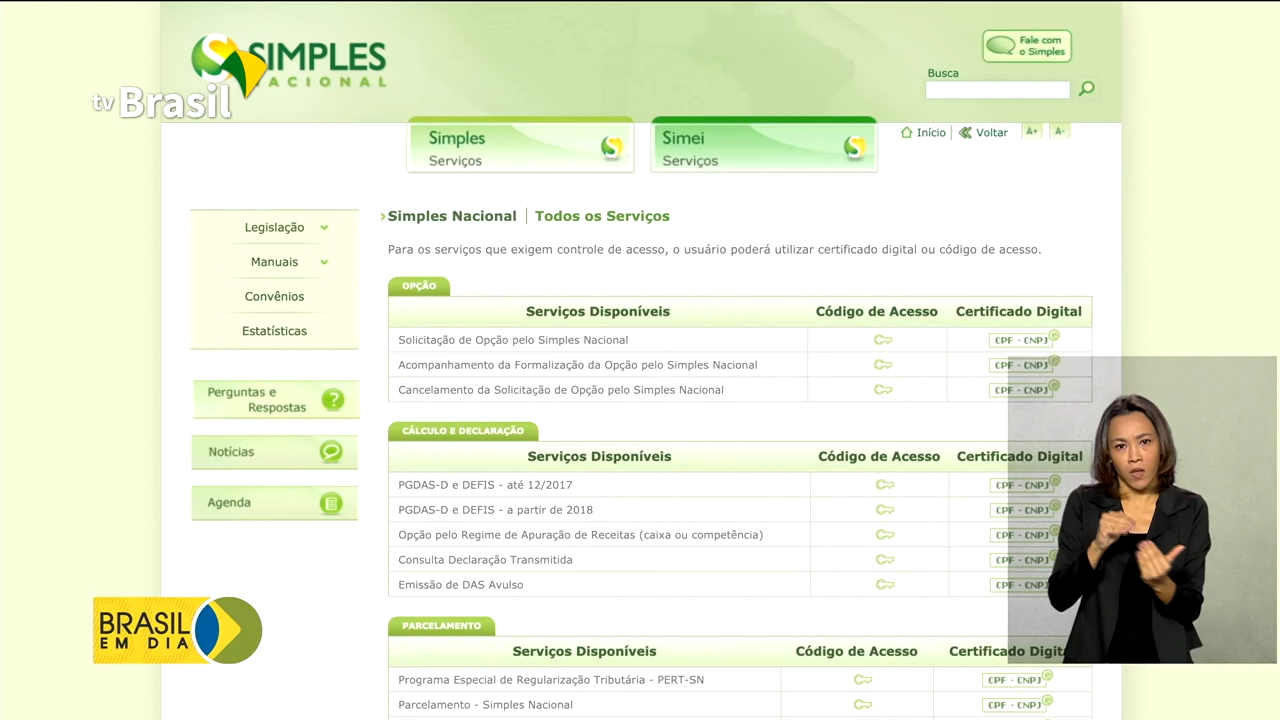 SIMPLES
NACIONAL
tv Brasil
Fale com
o Simples
Busca
Simples
Serviços
Simei
Serviços
Início
Voltar
A+
A-
Legislação
Manuais
Convênios
Estatísticas
Perguntas e
Respostas
Notícias
Agenda
Simples Nacional | Todos os Serviços
Para os serviços que exigem controle de acesso, o usuário poderá utilizar certificado digital ou código de acesso.
OPÇÃO
Serviços Disponíveis Código de Acesso Certificado Digital
Solicitação de Opção pelo Simples Nacional CPF - CNPJ
Acompanhamento da Formalização da Opção pelo Simples Nacional CPF - CNPJ
Cancelamento da Solicitação de Opção pelo Simples Nacional CPF - CNPJ
CÁLCULO E DECLARAÇÃO
Serviços Disponíveis Código de Acesso Certificado Digital
PGDAS-D e DEFIS - até 12/2017 CPF - CNPJ
PGDAS-D e DEFIS - a partir de 2018 CPF - CNPJ
Opção pelo Regime de Apuração de Receitas (caixa ou competência) CPF - CNPJ
Consulta Declaração Transmitida CPF - CNPJ
Emissão de DAS Avulso CPF - CNPJ
PARCELAMENTO
Serviços Disponíveis Código de Acesso Certificado Digital
Programa Especial de Regularização Tributária - PERT-SN CPF - CNPJ
Parcelamento - Simples Nacional CPF - CNPJ
BRASIL
EM DIA